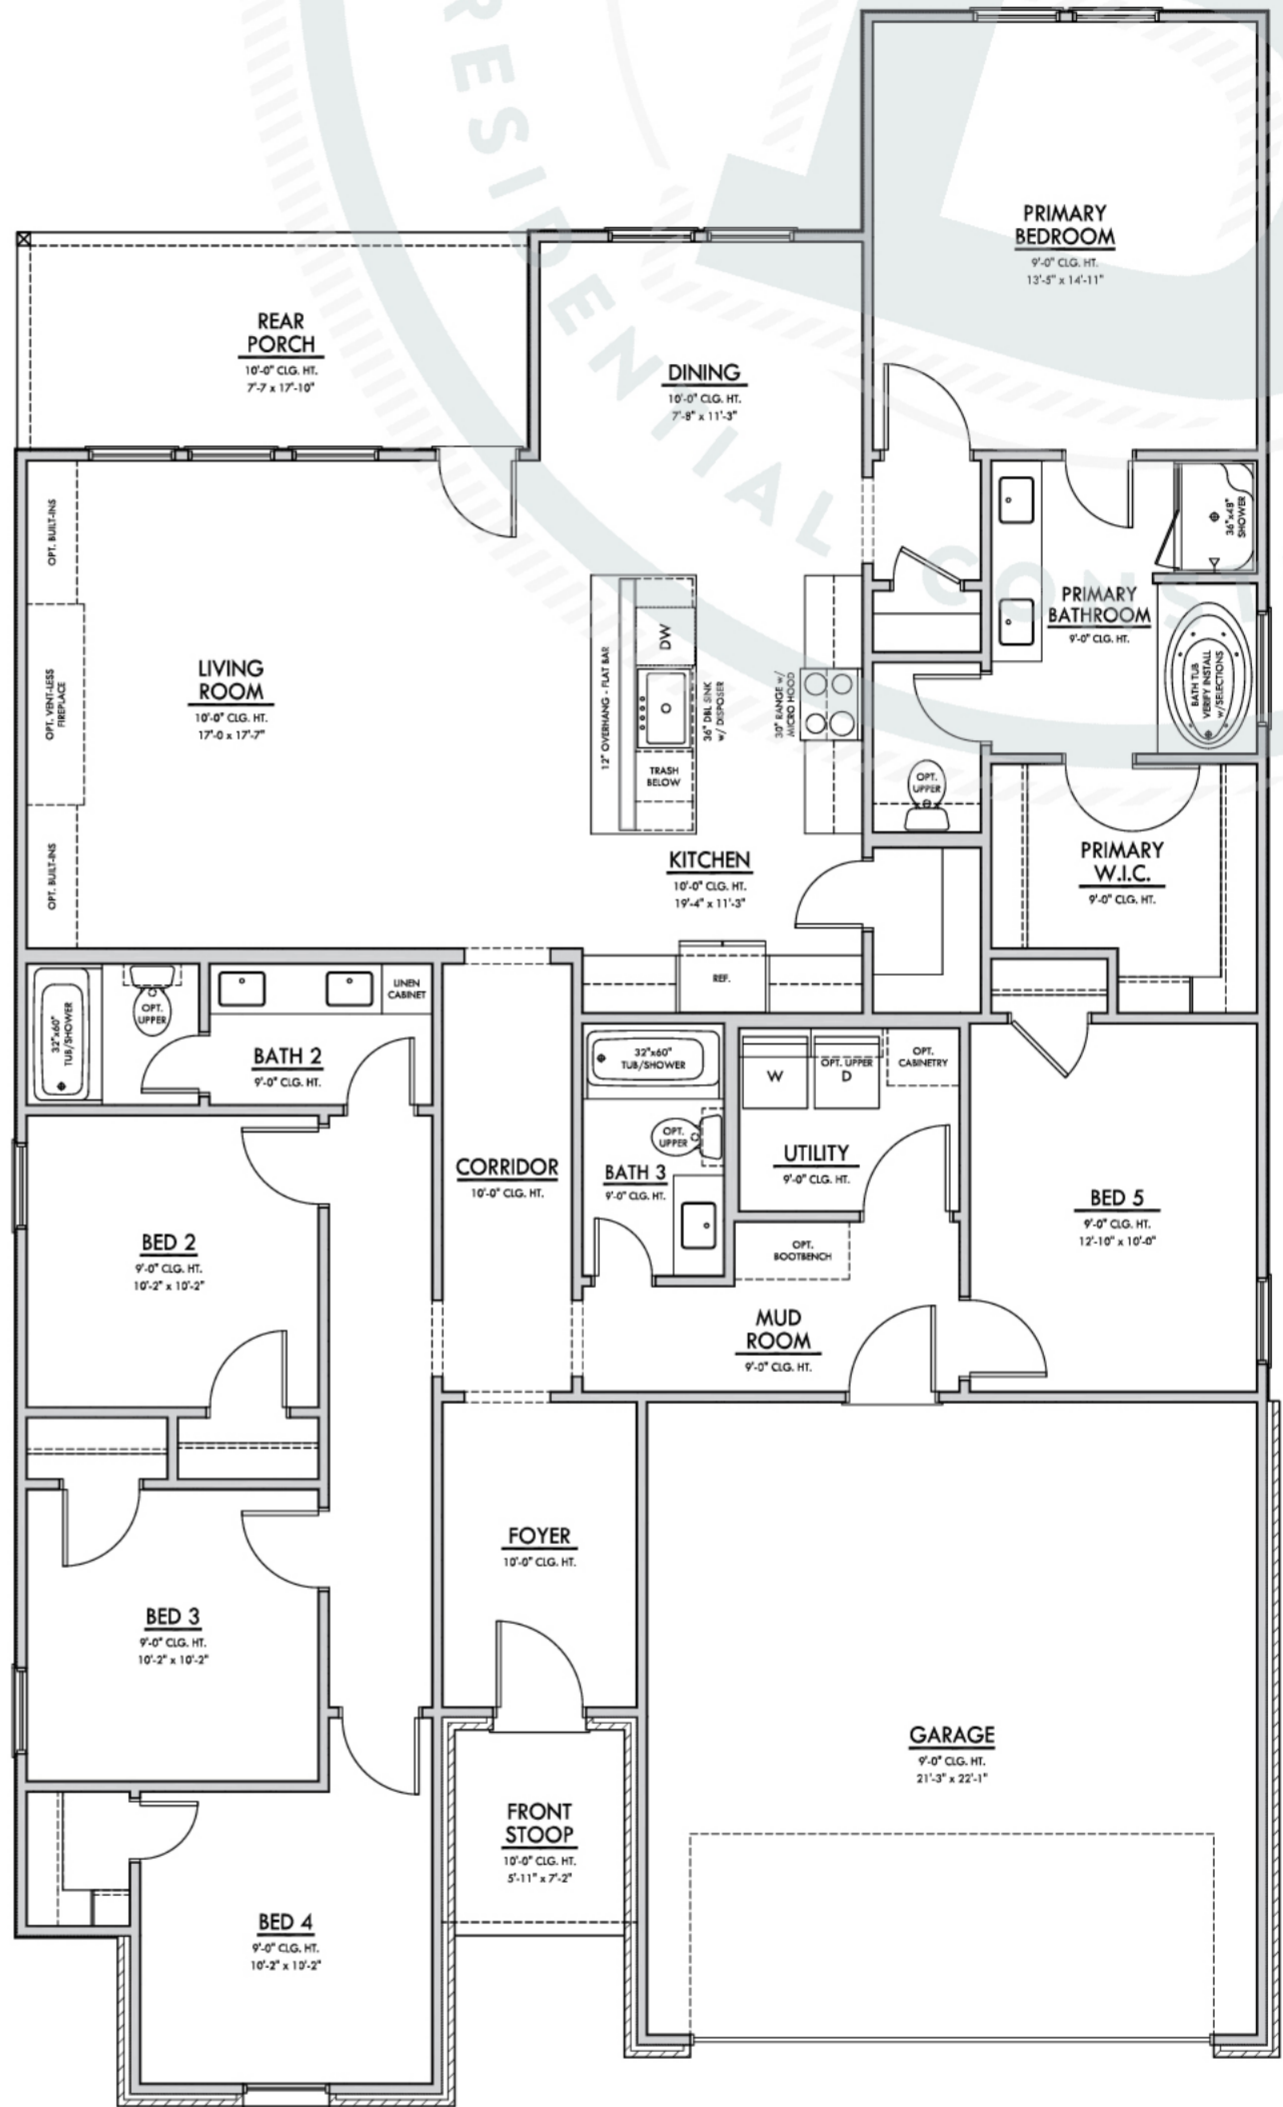 RESIDENTIAL CONST
PRIMARY
BEDROOM
9'-0" CLG. HT.
13'-5" x 14'-11"
REAR
PORCH
10'-0" CLG. HT.
7'-7 x 17'-10"
DINING
10'-0" CLG. HT.
7'-8" x 11'-3"
OPT. BUILT-INS
OPT. VENT-LESS
FIREPLACE
OPT. BUILT-INS
LIVING
ROOM
10'-0" CLG. HT.
17'-0 x 17'-7"
12" OVERHANG - FLAT BAR
DW
36" DBL SINK
w/ DISPOSER
TRASH
BELOW
30" RANGE w/
MICRO HOOD
36"x48"
SHOWER
PRIMARY
BATHROOM
9'-0" CLG. HT.
BATH TUB
VERIFY INSTALL
w/SELECTIONS
OPT.
UPPER
KITCHEN
10'-0" CLG. HT.
19'-4" x 11'-3"
PRIMARY
W.I.C.
9'-0" CLG. HT.
REF.
32"x60"
TUB/SHOWER
OPT.
UPPER
LINEN
CABINET
BATH 2
9'-0" CLG. HT.
32"x60"
TUB/SHOWER
W
OPT. UPPER
D
OPT.
CABINETRY
OPT.
UPPER
CORRIDOR
10'-0" CLG. HT.
BATH 3
9'-0" CLG. HT.
UTILITY
9'-0" CLG. HT.
BED 5
9'-0" CLG. HT.
12'-10" x 10'-0"
BED 2
9'-0" CLG. HT.
10'-2" x 10'-2"
OPT.
BOOTBENCH
MUD
ROOM
9'-0" CLG. HT.
FOYER
10'-0" CLG. HT.
BED 3
9'-0" CLG. HT.
10'-2" x 10'-2"
GARAGE
9'-0" CLG. HT.
21'-3" x 22'-1"
FRONT
STOOP
10'-0" CLG. HT.
5'-11" x 7'-2"
BED 4
9'-0" CLG. HT.
10'-2" x 10'-2"